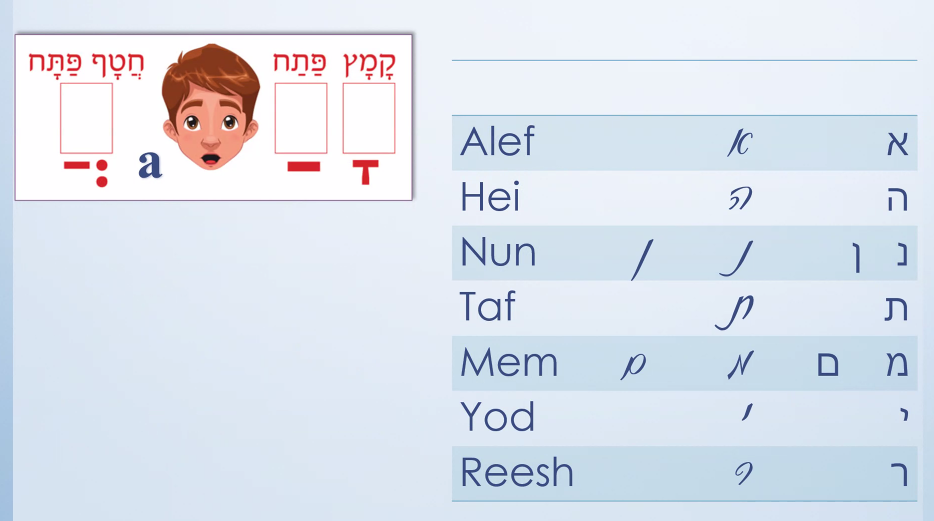 קָמָץ פַּתַח חֲטָף פַּתָּח
a
Alef א א
Hei ה ה
Nun ן נ ן נ
Taf ת ת
Mem ם מ ם מ
Yod י י
Reesh ר ר